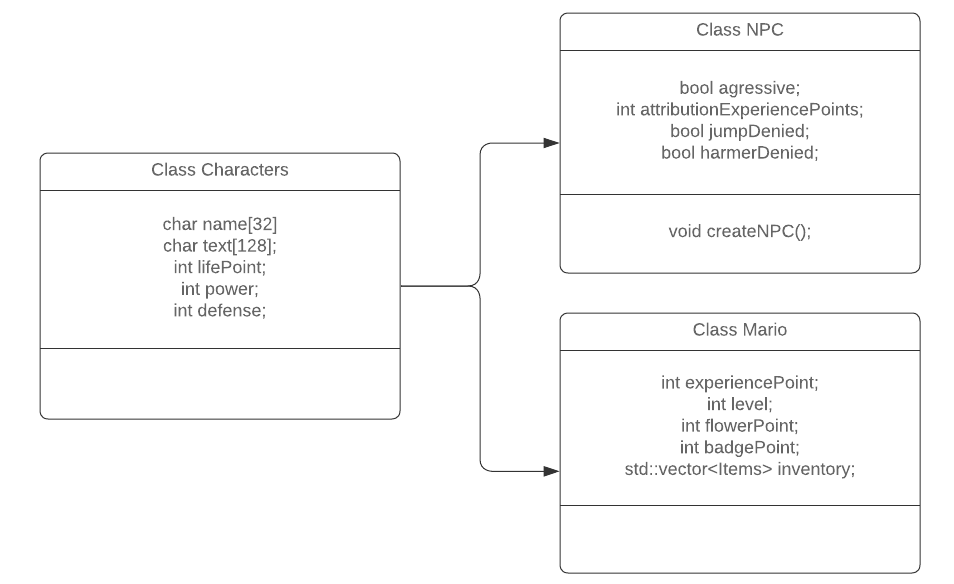 Class Characters
char name[32]
char text[128];
int lifePoint;
int power;
int defense;
Class NPC
bool agressive;
int attributionExperiencePoints;
bool jumpDenied;
bool harmerDenied;
void createNPC();
Class Mario
int experiencePoint;
int level;
int flowerPoint;
int badgePoint;
std::vector<Items> inventory;